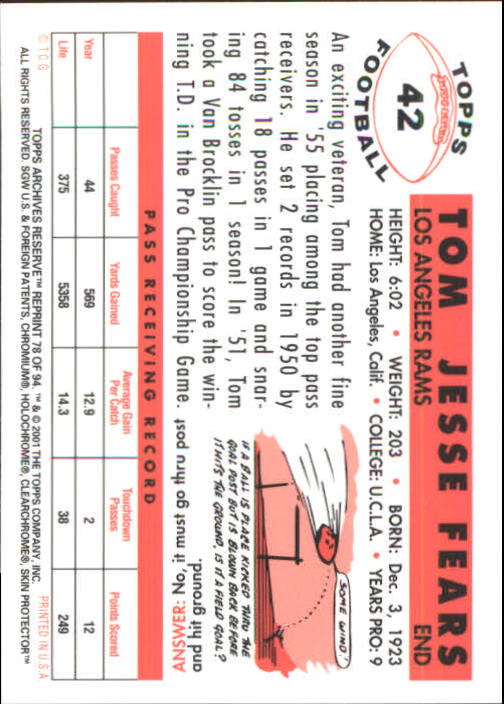 TOPPS
42
FOOTBALL
TOM JESSE FEARS
LOS ANGELES RAMS END
HEIGHT: 6:02 • WEIGHT: 203 • BORN: Dec. 3, 1923
HOME: Los Angeles, Calif. • COLLEGE: U.C.L.A. • YEARS PRO: 9
An exciting veteran, Tom had another fine
season in '55 placing among the top pass
receivers. He set 2 records in 1950 by
catching 18 passes in 1 game and snar-
ing 84 tosses in 1 season! In '51, Tom
took a Van Brocklin pass to score the win-
ning T.D. in the Pro Championship Game.
SOME WIND!
IF A BALL IS PLACE KICKED THRU THE
GOAL POST BUT IS BLOWN BACK BEFORE
IT HITS THE GROUND, IS IT A FIELD GOAL?
ANSWER: No, it must go thru post
and hit ground.
PASS RECEIVING RECORD
Year Passes Caught Yards Gained Average Gain Per Catch Touchdown Passes Points Scored
44 569 12.9 2 12
Life 375 5358 14.3 38 249
© T C G PRINTED IN U.S.A
TOPPS ARCHIVES RESERVE™ REPRINT 78 OF 94. ™ & © 2001 THE TOPPS COMPANY, INC.
ALL RIGHTS RESERVED. SGW U.S. & FOREIGN PATENTS, CHROMIUM®, HOLOCHROME®, CLEARCHROME®, SKIN PROTECTOR™